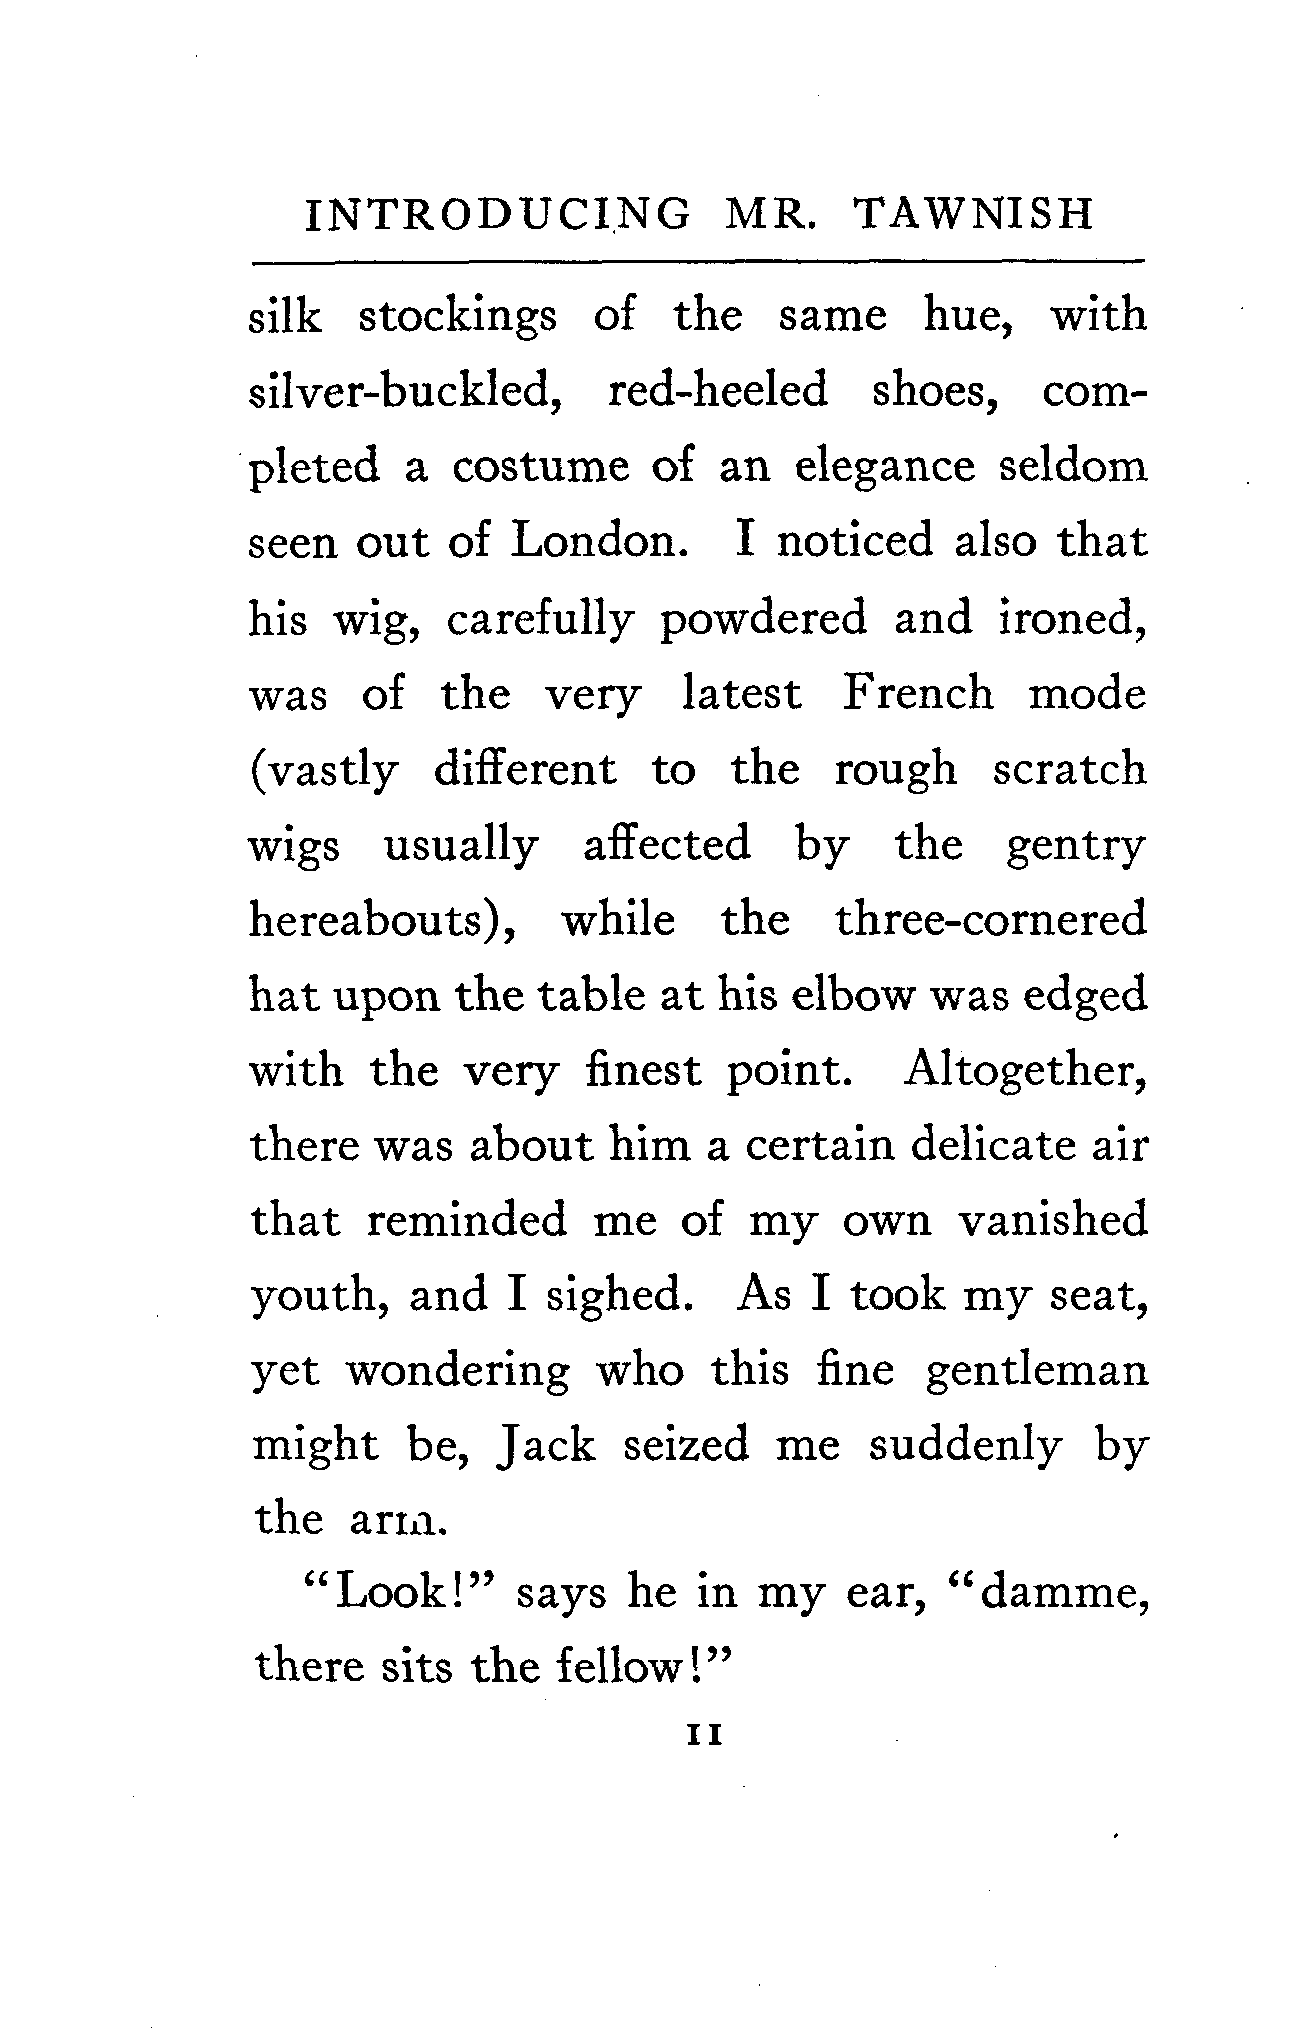 INTRODUCING MR. TAWNISH
silk stockings of the same hue, with
silver-buckled, red-heeled shoes, com-
pleted a costume of an elegance seldom
seen out of London. I noticed also that
his wig, carefully powdered and ironed,
was of the very latest French mode
(vastly different to the rough scratch
wigs usually affected by the gentry
hereabouts), while the three-cornered
hat upon the table at his elbow was edged
with the very finest point. Altogether,
there was about him a certain delicate air
that reminded me of my own vanished
youth, and I sighed. As I took my seat,
yet wondering who this fine gentleman
might be, Jack seized me suddenly by
the arm.
"Look!" says he in my ear, "damme,
there sits the fellow!"
11